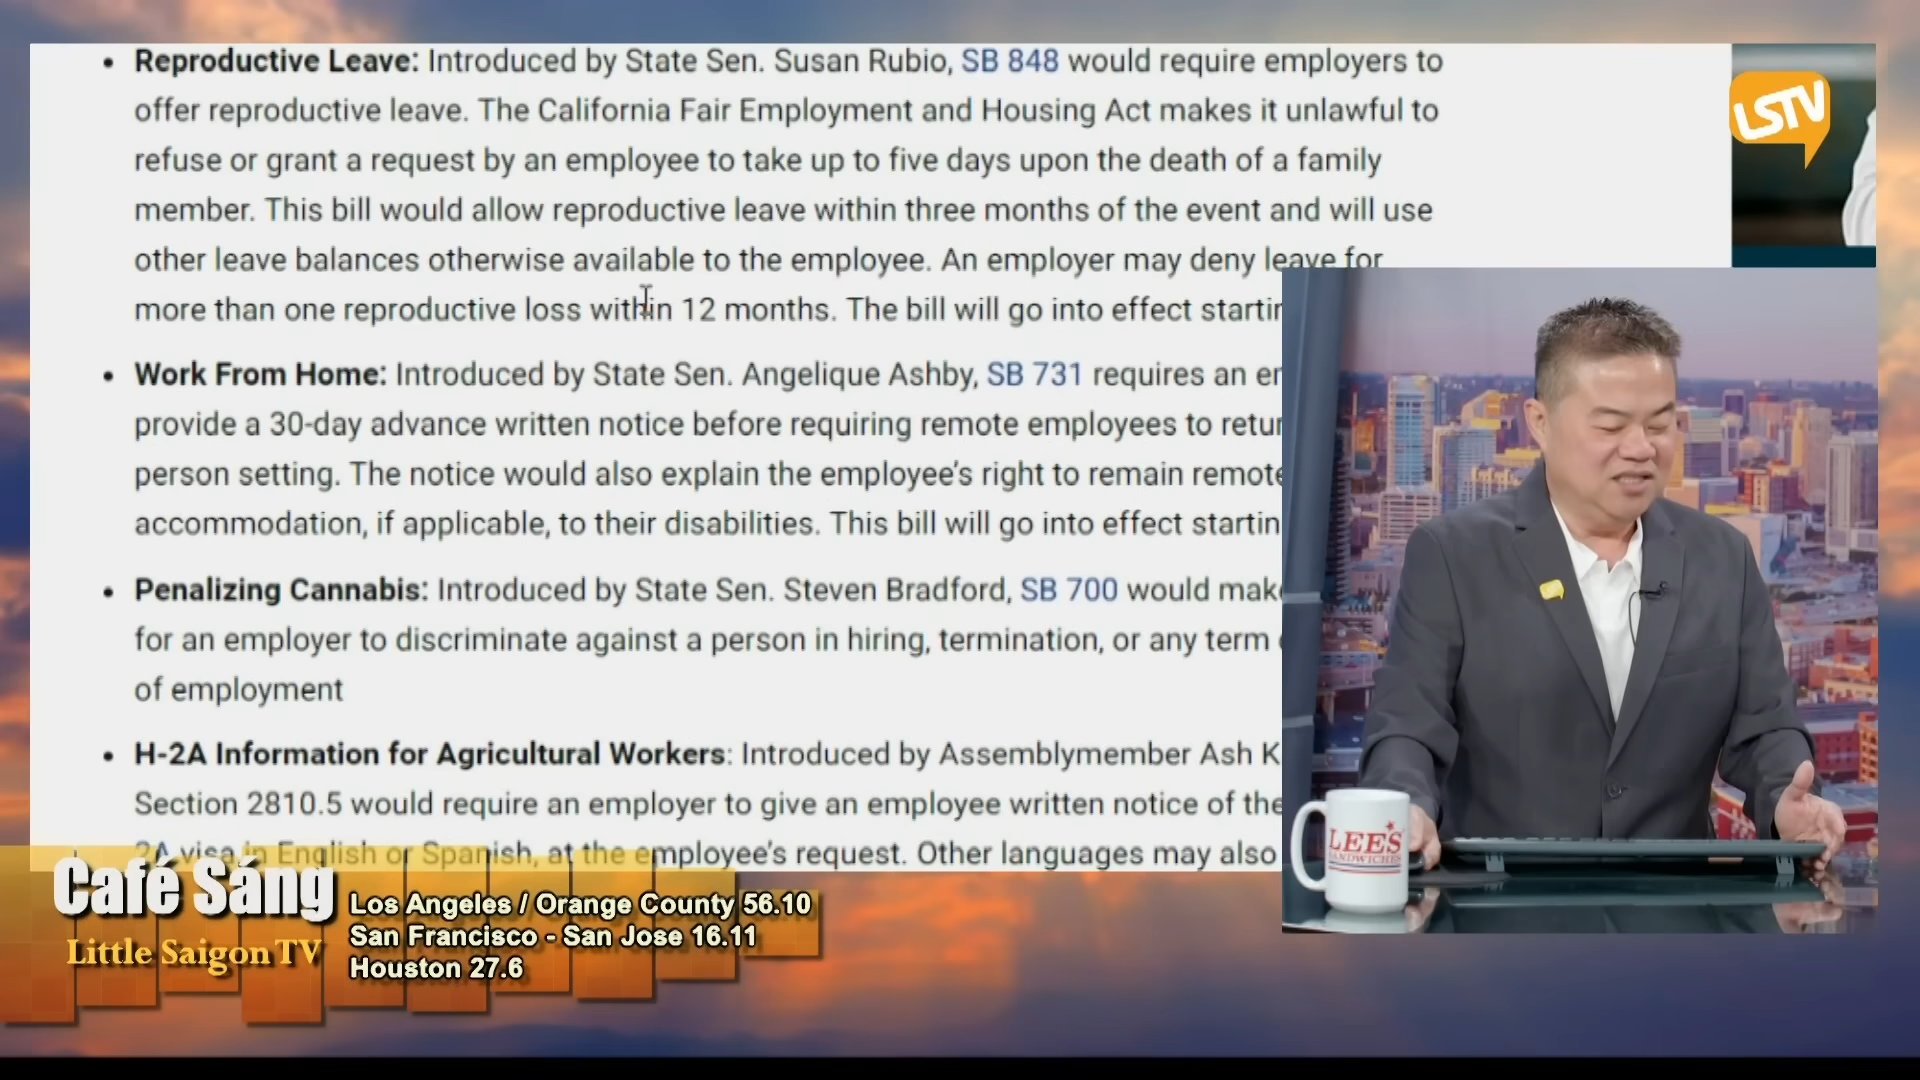 Reproductive Leave: Introduced by State Sen. Susan Rubio, SB 848 would require employers to
offer reproductive leave. The California Fair Employment and Housing Act makes it unlawful to
refuse or grant a request by an employee to take up to five days upon the death of a family
member. This bill would allow reproductive leave within three months of the event and will use
other leave balances otherwise available to the employee. An employer may deny leave for
more than one reproductive loss within 12 months. The bill will go into effect
Work From Home: Introduced by State Sen. Angelique Ashby, SB 731 requires an
provide a 30-day advance written notice before requiring remote employees to
person setting. The notice would also explain the employee's right to remain remote
accommodation, if applicable, to their disabilities. This bill will go into effect
Penalizing Cannabis: Introduced by State Sen. Steven Bradford, SB 700 would
for an employer to discriminate against a person in hiring, termination, or any term
of employment
H-2A Information for Agricultural Workers: Introduced by Assemblymember Ash
Section 2810.5 would require an employer to give an employee written notice of the
2A visa in English or Spanish, at the employee's request. Other languages may also
LSTV
LEE'S
SANDWICHES
Café Sáng
Little Saigon TV
Los Angeles / Orange County 56.10
San Francisco - San Jose 16.11
Houston 27.6